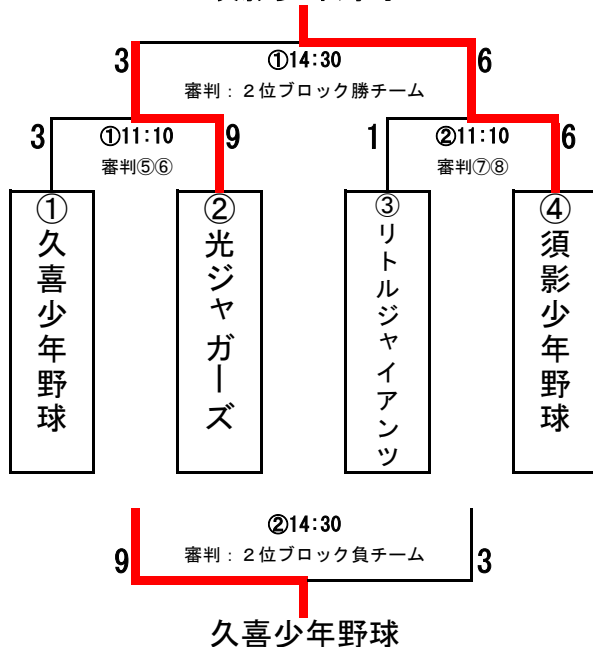 3 ①14:30 6
審判：２位ブロック勝チーム
3 ①11:10 9 1 ②11:10 6
審判⑤⑥ 審判⑦⑧
①久喜少年野球
②光ジャガーズ
③リトルジャイアンツ
④須影少年野球
②14:30
9 審判：２位ブロック負チーム 3
久喜少年野球